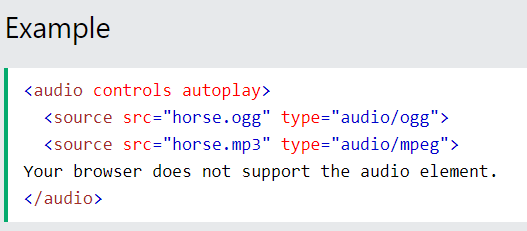 Example
<audio controls autoplay>
  <source src="horse.ogg" type="audio/ogg">
  <source src="horse.mp3" type="audio/mpeg">
Your browser does not support the audio element.
</audio>